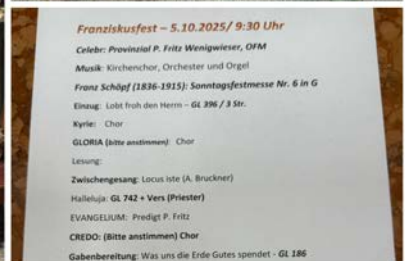 Franziskusfest – 5.10.2025/ 9:30 Uhr
Celebr: Provinzial P. Fritz Wenigwieser, OFM
Musik: Kirchenchor, Orchester und Orgel
Franz Schöpf (1836-1915): Sonntagsfestmesse Nr. 6 in G
Einzug: Lobt froh den Herrn – GL 396 / 3 Str.
Kyrie: Chor
GLORIA (bitte anstimmen): Chor
Lesung:
Zwischengesang: Locus iste (A. Bruckner)
Halleluja: GL 742 + Vers (Priester)
EVANGELIUM: Predigt P. Fritz
CREDO: (Bitte anstimmen) Chor
Gabenbereitung: Was uns die Erde Gutes spendet - GL 186